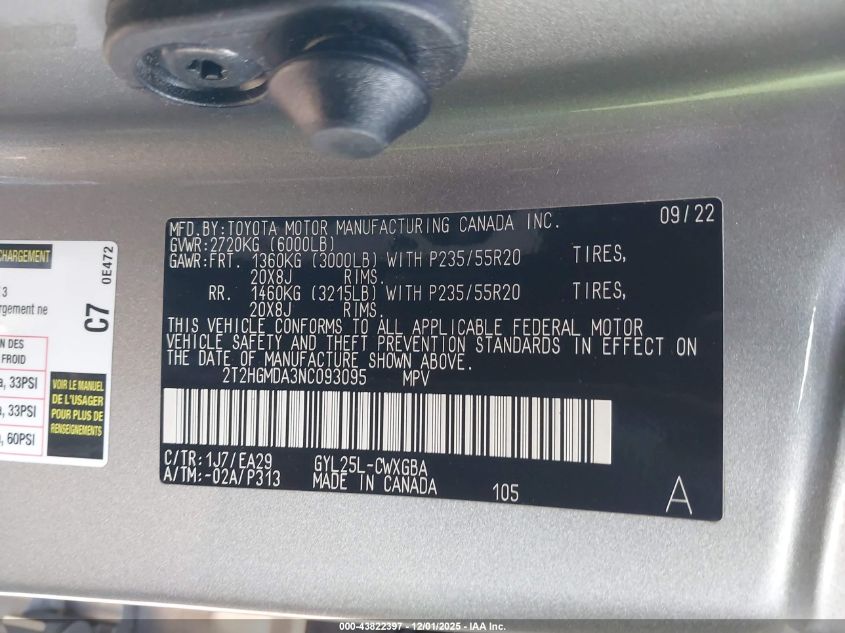 MFD.BY:TOYOTA MOTOR MANUFACTURING CANADA INC. 09/22
GVWR:2720KG (6000LB)
GAWR:FRT. 1360KG (3000LB) WITH P235/55R20 TIRES,
20X8J RIMS.
RR. 1460KG (3215LB) WITH P235/55R20 TIRES,
20X8J RIMS.
THIS VEHICLE CONFORMS TO ALL APPLICABLE FEDERAL MOTOR
VEHICLE SAFETY AND THEFT PREVENTION STANDARDS IN EFFECT ON
THE DATE OF MANUFACTURE SHOWN ABOVE.
2T2HGMDA3NC093095 MPV
C/TR:1J7/EA29 GYL25L-CWXGBA
A/TM:-02A/P313 MADE IN CANADA 105 A
CHARGEMENT
3
argement ne
0E472
C7
N DES
FROID
a, 33PSI
a, 33PSI
a, 60PSI
VOIR LE MANUEL
DE L'USAGER
POUR PLUS DE
RENSEIGNEMENTS
000-43822397 - 12/01/2025 - IAA Inc.